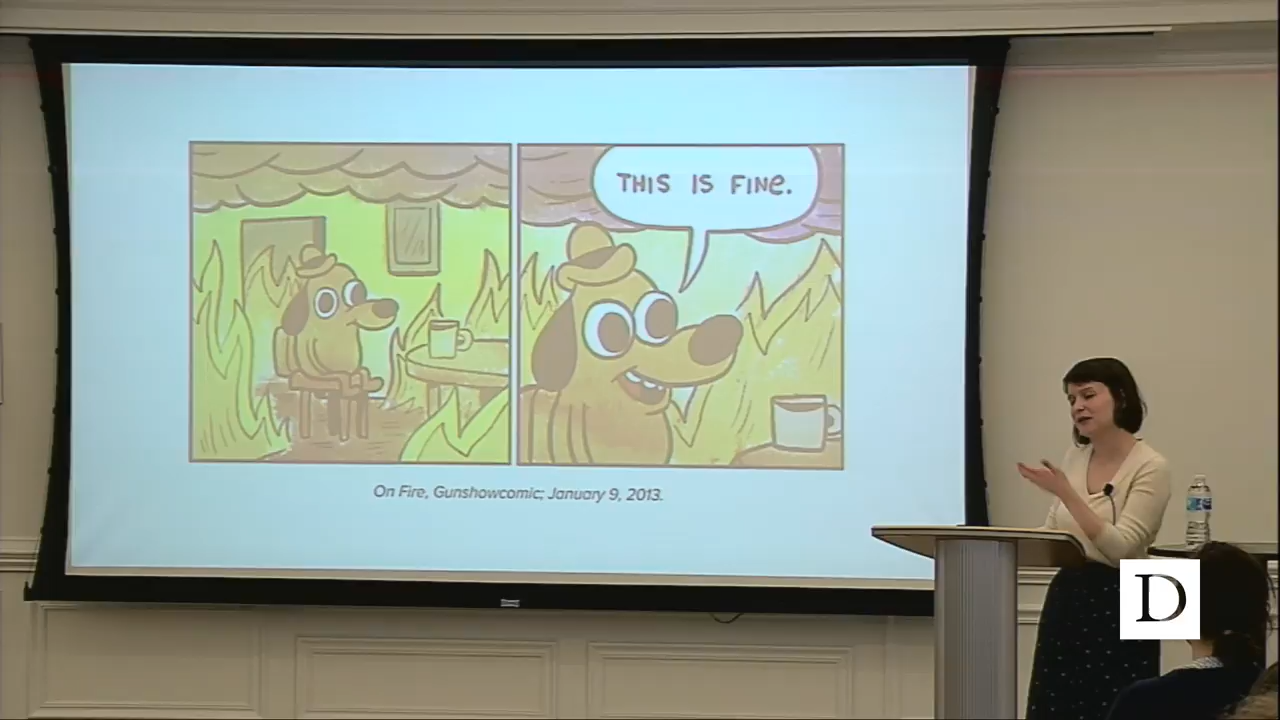 THIS IS FINE.
On Fire, Gunshowcomic; January 9, 2013.
D